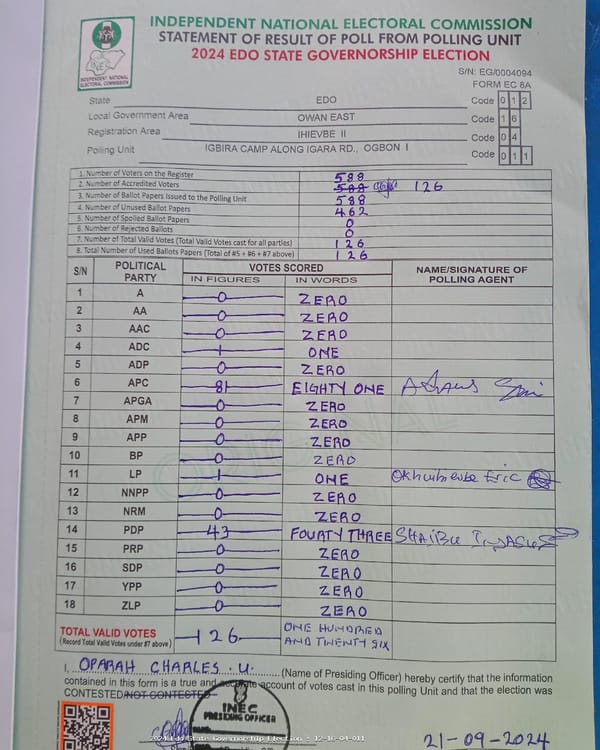 INDEPENDENT NATIONAL ELECTORAL COMMISSION
STATEMENT OF RESULT OF POLL FROM POLLING UNIT
2024 EDO STATE GOVERNORSHIP ELECTION
INEC
INDEPENDENT NATIONAL ELECTORAL COMMISSION
S/N: EG/0004094
FORM EC 8A
State EDO Code 0 1 2
Local Government Area OWAN EAST Code 1 6
Registration Area IHIEVBE II Code 0 4
Polling Unit IGBIRA CAMP ALONG IGARA RD., OGBON I Code 0 1 1
1. Number of Voters on the Register 588
2. Number of Accredited Voters 588 126
3. Number of Ballot Papers Issued to the Polling Unit 588
4. Number of Unused Ballot Papers 462
5. Number of Spoiled Ballot Papers 0
6. Number of Rejected Ballots 0
7. Number of Total Valid Votes (Total Valid Votes cast for all parties) 126
8. Total Number of Used Ballots Papers (Total of #5 + #6 + #7 above) 126
S/N POLITICAL PARTY VOTES SCORED NAME/SIGNATURE OF POLLING AGENT
IN FIGURES IN WORDS
1 A 0 ZERO
2 AA 0 ZERO
3 AAC 0 ZERO
4 ADC 1 ONE
5 ADP 0 ZERO
6 APC 81 EIGHTY ONE
7 APGA 0 ZERO
8 APM 0 ZERO
9 APP 0 ZERO
10 BP 0 ZERO
11 LP 1 ONE Eric
12 NNPP 0 ZERO
13 NRM 0 ZERO
14 PDP 43 FOURTY THREE SHAIBU
15 PRP 0 ZERO
16 SDP 0 ZERO
17 YPP 0 ZERO
18 ZLP 0 ZERO
TOTAL VALID VOTES 126 ONE HUNDRED
(Record Total Valid Votes under #7 above) AND TWENTY SIX
I, OPARAH CHARLES .U. (Name of Presiding Officer) hereby certify that the information
contained in this form is a true and accurate account of votes cast in this polling unit and that the election was
CONTESTED/NOT CONTESTED
INEC
PRESIDING OFFICER
21-09-2024
2024 Edo State Governorship Election - 12-16-04-011